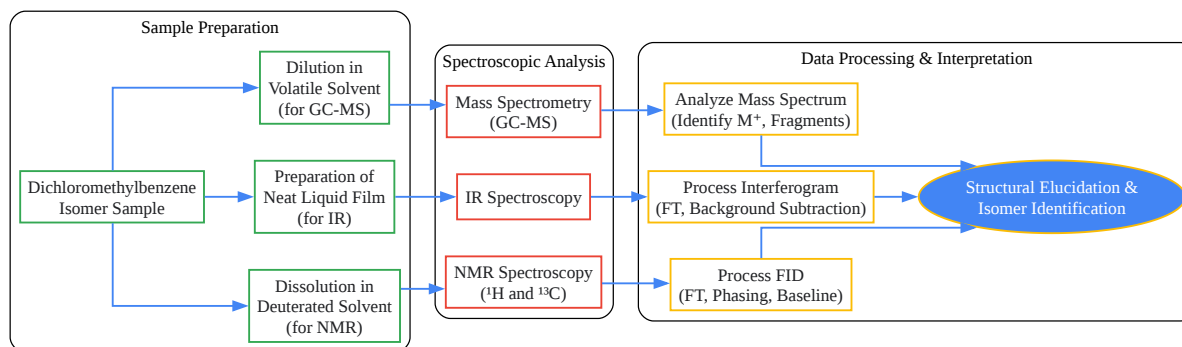 Sample Preparation
Dichloromethylbenzene
Isomer Sample
Dilution in
Volatile Solvent
(for GC-MS)
Preparation of
Neat Liquid Film
(for IR)
Dissolution in
Deuterated Solvent
(for NMR)
Spectroscopic Analysis
Mass Spectrometry
(GC-MS)
IR Spectroscopy
NMR Spectroscopy
(¹H and ¹³C)
Data Processing & Interpretation
Analyze Mass Spectrum
(Identify M⁺, Fragments)
Process Interferogram
(FT, Background Subtraction)
Process FID
(FT, Phasing, Baseline)
Structural Elucidation &
Isomer Identification